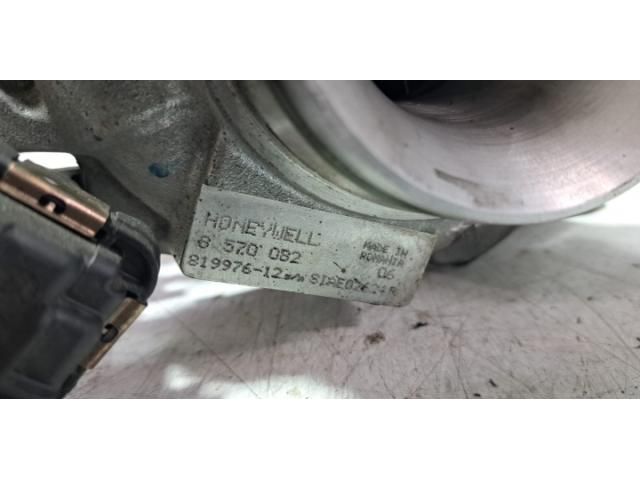 HONEYWELL
8 570 082
MADE IN
ROMANIA
06
819976-12 S/N